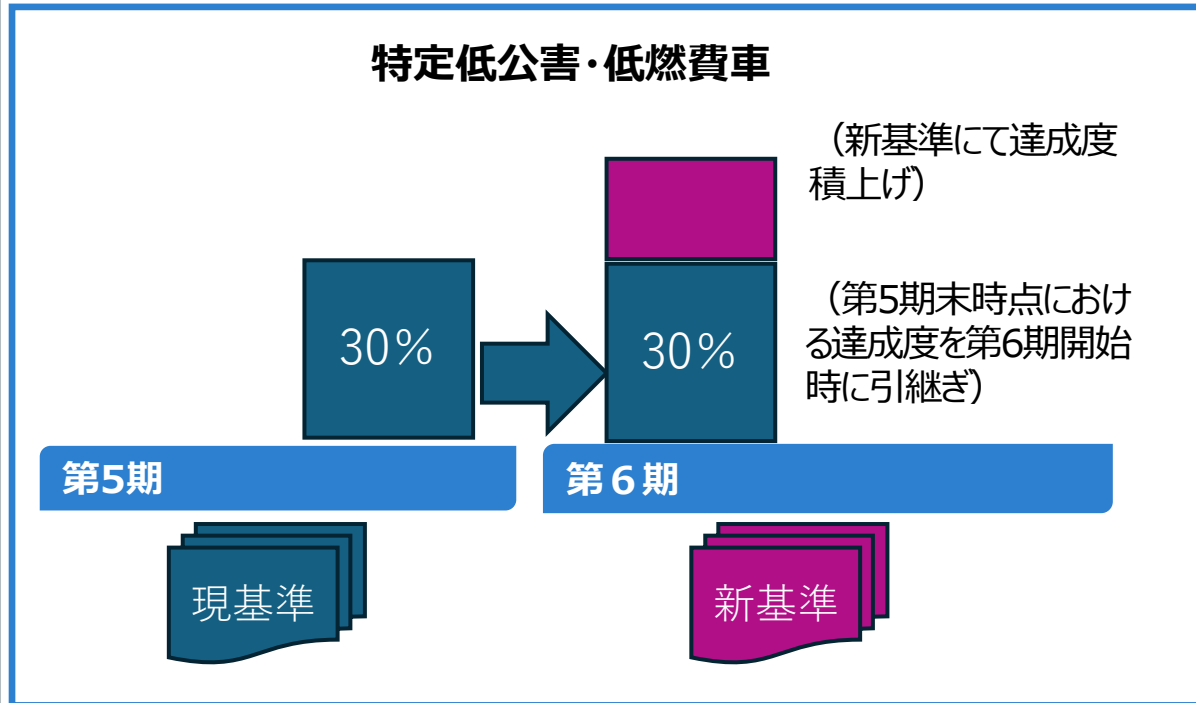 特定低公害・低燃費車
（新基準にて達成度
積上げ）
30%
30%
（第5期末時点におけ
る達成度を第6期開始
時に引継ぎ）
第5期
第６期
現基準
新基準